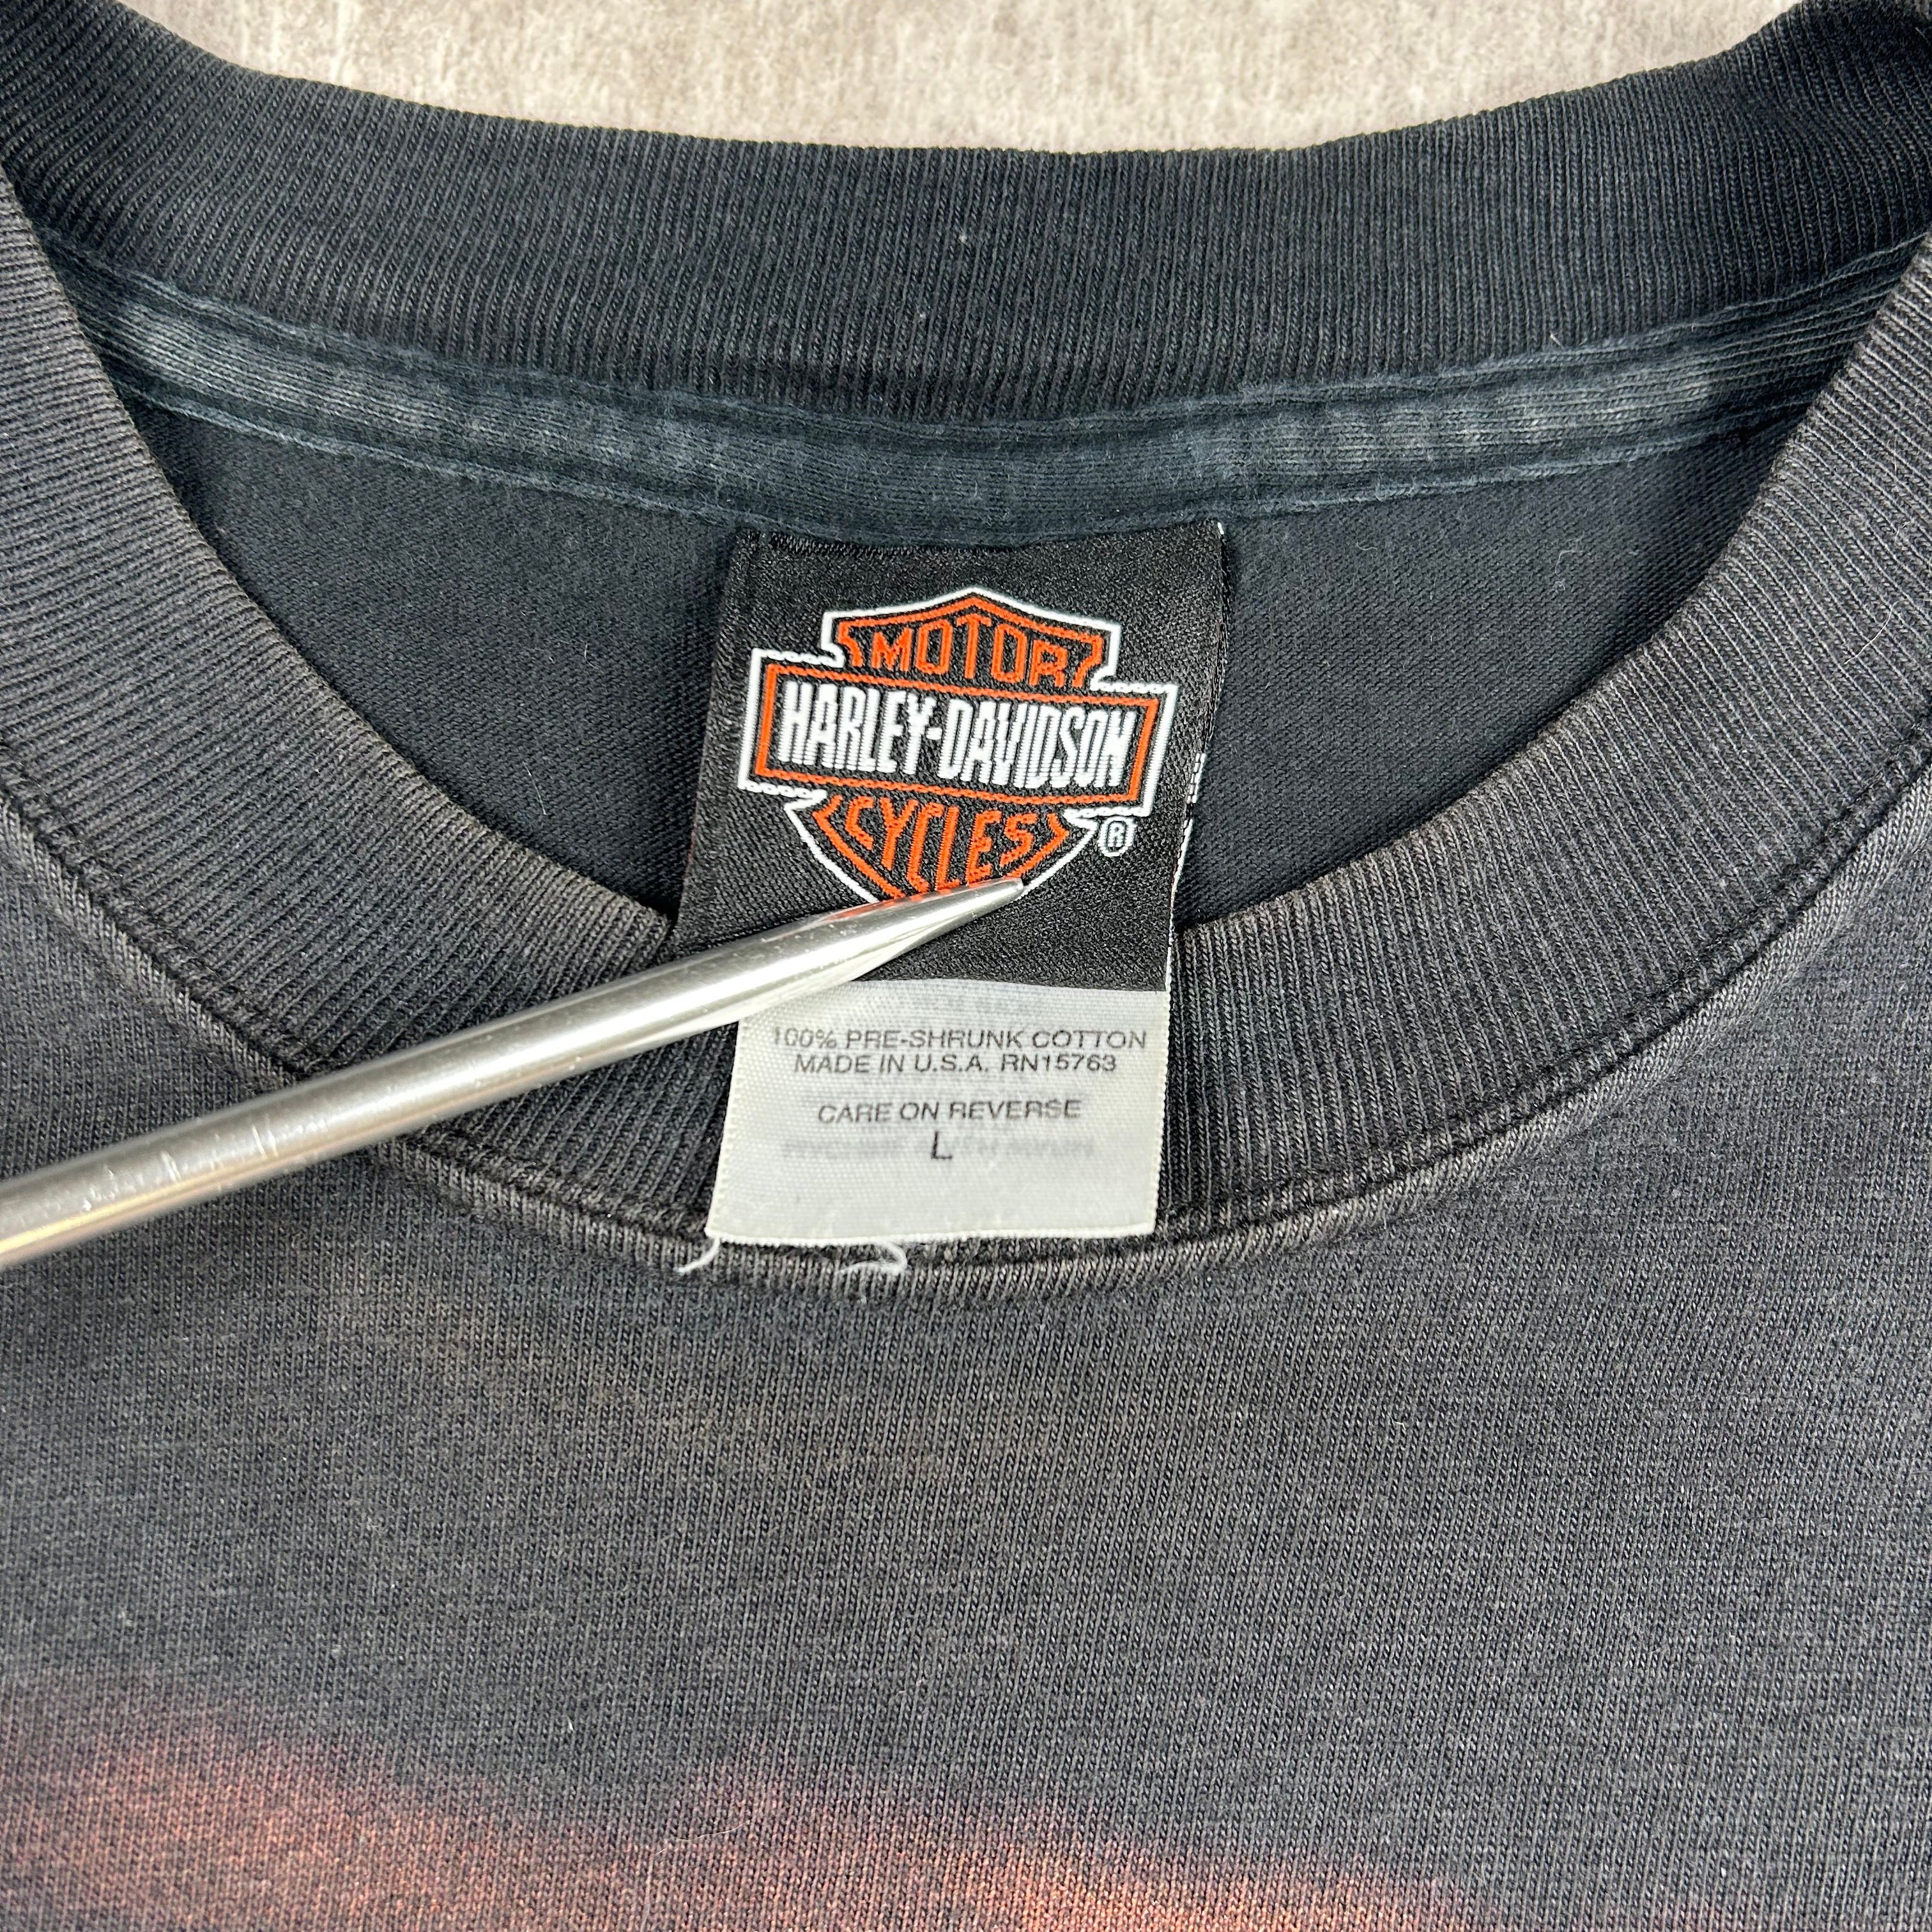 MOTOR
HARLEY-DAVIDSON
CYCLES
®
100% PRE-SHRUNK COTTON
MADE IN U.S.A. RN15763
CARE ON REVERSE
L